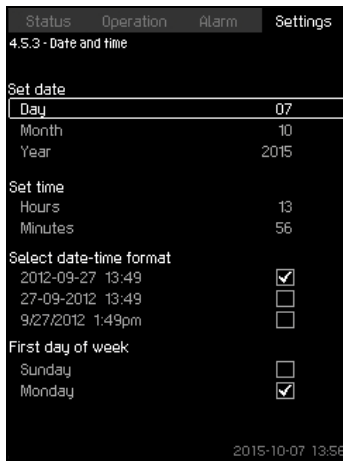 Status Operation Alarm Settings
4.5.3 - Date and time
Set date
Day 07
Month 10
Year 2015
Set time
Hours 13
Minutes 56
Select date-time format
2012-09-27 13:49
27-09-2012 13:49
9/27/2012 1:49pm
First day of week
Sunday
Monday
2015-10-07 13:56